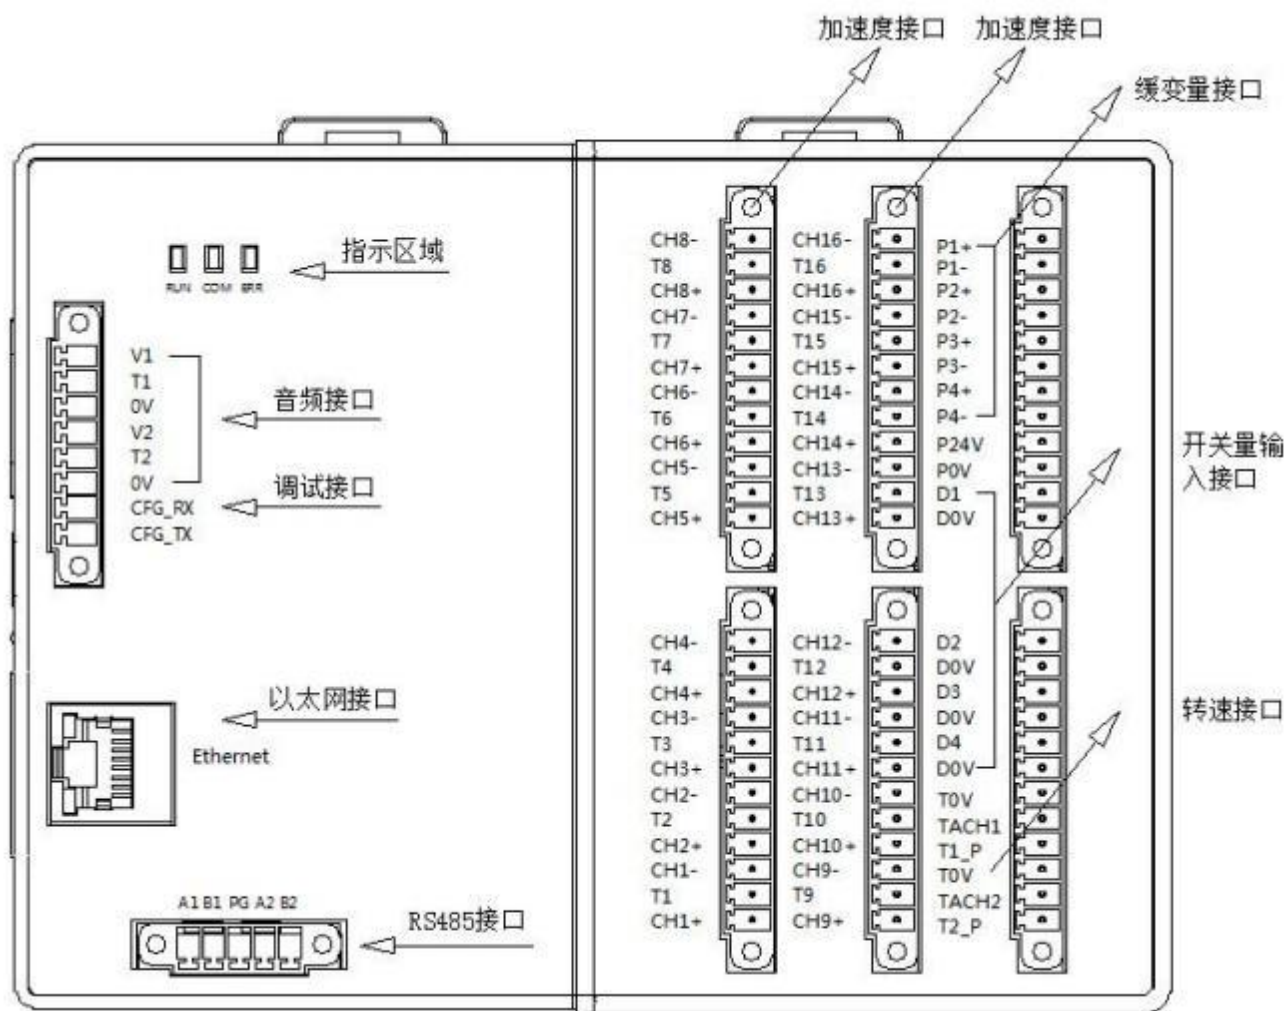 加速度接口 加速度接口
缓变量接口
指示区域
RUN COM ERR
V1
T1
0V
V2
T2
0V
CFG_RX
CFG_TX
音频接口
调试接口
以太网接口
Ethernet
A1 B1 PG A2 B2
RS485接口
CH8-
T8
CH8+
CH7-
T7
CH7+
CH6-
T6
CH6+
CH5-
T5
CH5+
CH16-
T16
CH16+
CH15-
T15
CH15+
CH14-
T14
CH14+
CH13-
T13
CH13+
P1+
P1-
P2+
P2-
P3+
P3-
P4+
P4-
P24V
P0V
D1
D0V
开关量输
入接口
CH4-
T4
CH4+
CH3-
T3
CH3+
CH2-
T2
CH2+
CH1-
T1
CH1+
CH12-
T12
CH12+
CH11-
T11
CH11+
CH10-
T10
CH10+
CH9-
T9
CH9+
D2
D0V
D3
D0V
D4
D0V
T0V
TACH1
T1_P
T0V
TACH2
T2_P
转速接口